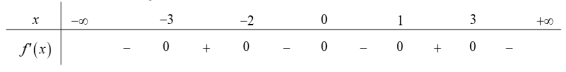 x −∞ −3 −2 0 1 3 +∞
f'(x) − 0 + 0 − 0 − 0 + 0 −